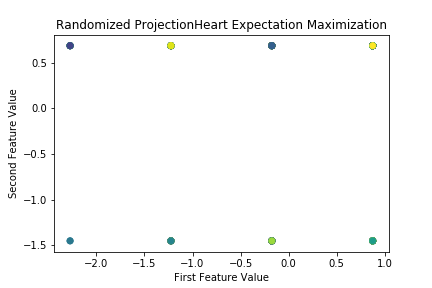 Randomized ProjectionHeart Expectation Maximization
0.5
0.0
−0.5
−1.0
−1.5
Second Feature Value
−2.0 −1.5 −1.0 −0.5 0.0 0.5 1.0
First Feature Value